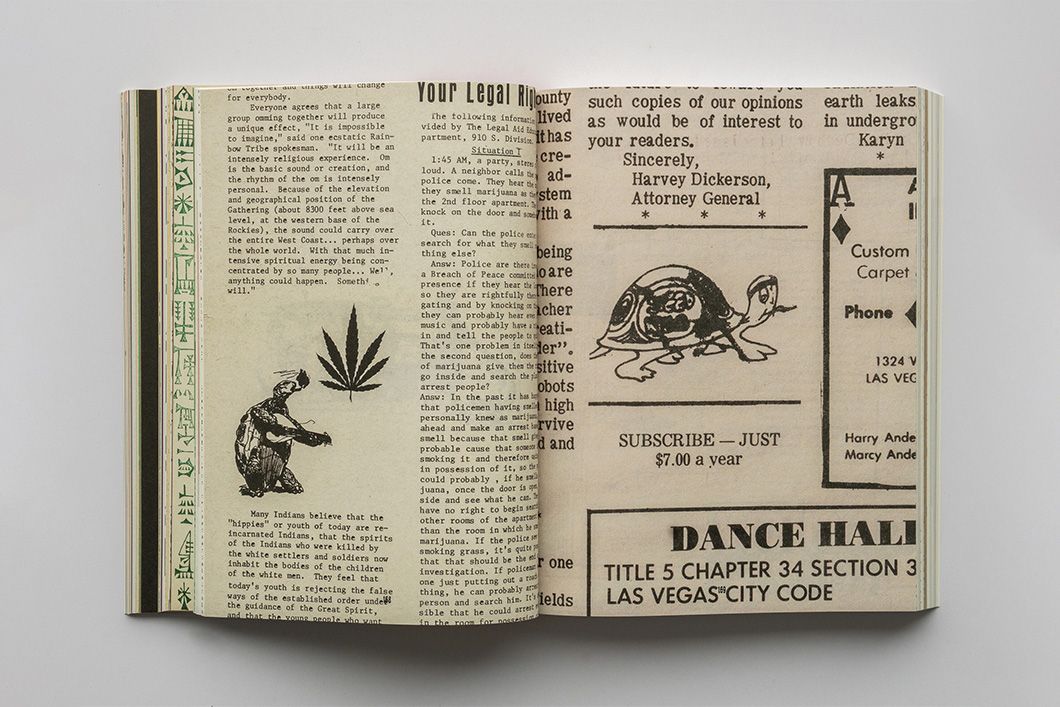 on together and things will change
for everybody.
Everyone agrees that a large
group omming together will produce
a unique effect, "It is impossible
to imagine," said one ecstatic Rain-
bow Tribe spokesman. "It will be an
intensely religious experience. Om
is the basic sound or creation, and
the rhythm of the om is intensely
personal. Because of the elevation
and geographical position of the
Gathering (about 8300 feet above sea
level, at the western base of the
Rockies), the sound could carry over
the entire West Coast... perhaps over
the whole world. With that much in-
tensive spiritual energy being con-
centrated by so many people... Well,
anything could happen.
will."
Many Indians believe that the
"hippies" or youth of today are re-
incarnated Indians, that the spirits
of the Indians who were killed by
the white settlers and soldiers now
inhabit the bodies of the children
of the white men. They feel that
today's youth is rejecting the false
ways of the established order under
the guidance of the Great Spirit,
and that the young people who want
Your Legal Rig
The following informati
vided by The Legal Aid
partment, 910 S. Division
Situation I
1:45 AM, a party, stere
loud. A neighbor calls the
police come. They hear the
they smell marijuana as
the 2nd floor apartment. 
knock on the door and some
it.
Ques: Can the police
search for what they smell
thing else?
Answ: Police are there
a Breach of Peace committed
presence if they hear the
so they are rightfully
gating and by knocking on
they can probably hear
music and probably have a
in and tell the people to
That's one problem in itself
the second question, does
of marijuana give them the
go inside and search the
arrest people?
Answ: In the past it has
that policemen having smell
personally knew as marijuana
ahead and make an arrest
smell because that smell
probable cause that someone
smoking it and therefore
in possession of it, so the
could probably , if he smell
juana, once the door is open
side and see what he can.
have no right to begin sear
other rooms of the apartm
than the room in which he
marijuana. If the police
smoking grass, it's quite
that that should be the end
investigation. If policemen
one just putting out a
thing, he can probably
person and search him. It's
sible that he could arrest
in the room for possession
ounty
lived
it has
cre-
ad-
stem
ith a
being
o are
There
acher
eati-
der".
sitive
obots
high
rvive
d and
r one
ields
such copies of our opinions
as would be of interest to
your readers.
Sincerely,
Harvey Dickerson,
Attorney General
* * *
SUBSCRIBE — JUST
$7.00 a year
earth leaks
in undergro
Karyn
*
A
Custom
Carpet
Phone
1324 W
LAS VEG
Harry Ande
Marcy Ande
DANCE HALL
TITLE 5 CHAPTER 34 SECTION 3
LAS VEGAS CITY CODE